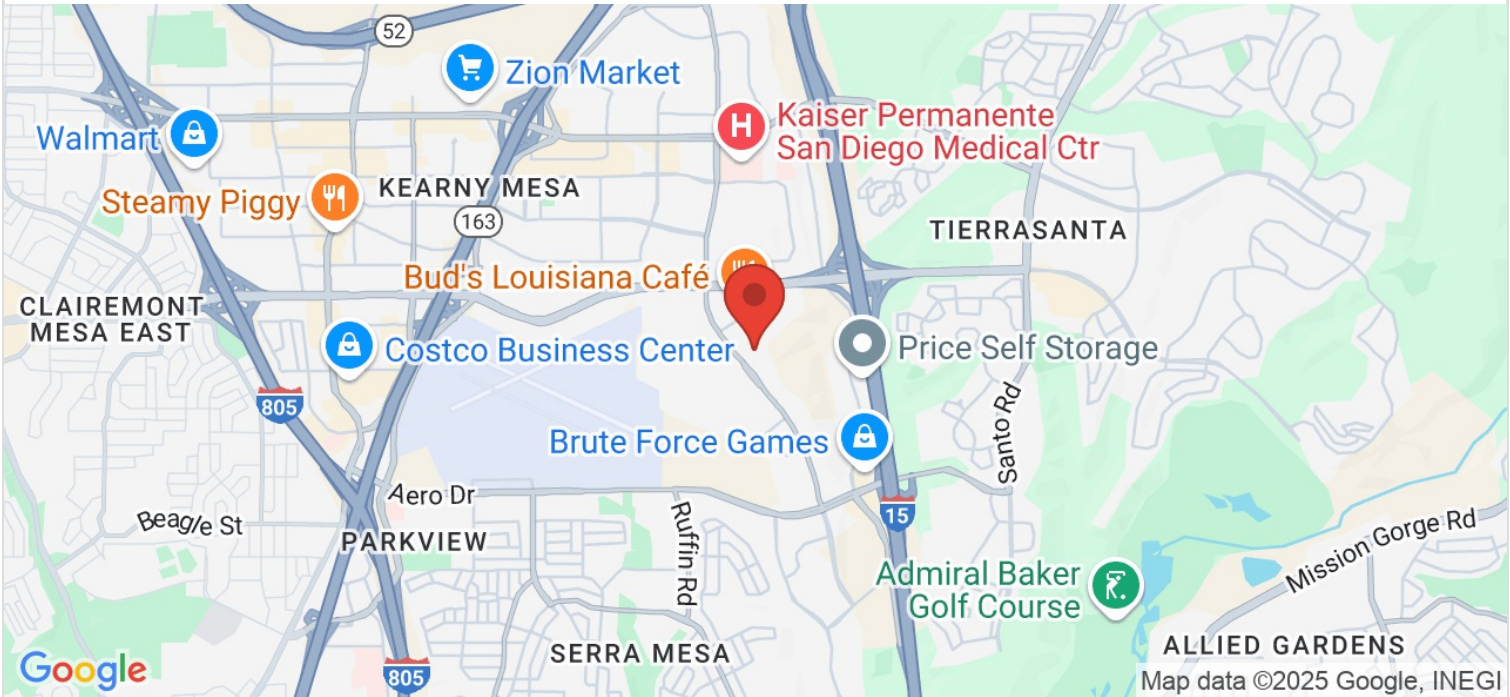 52
Zion Market
Walmart
Kaiser Permanente
San Diego Medical Ctr
H
Steamy Piggy
KEARNY MESA
163
TIERRASANTA
Bud's Louisiana Café
CLAIREMONT
MESA EAST
Costco Business Center
Price Self Storage
805
Santo Rd
Brute Force Games
Aero Dr
15
Beagle St
PARKVIEW
Ruffin Rd
Mission Gorge Rd
Admiral Baker
Golf Course
SERRA MESA
ALLIED GARDENS
805
Google
Map data ©2025 Google, INEGI